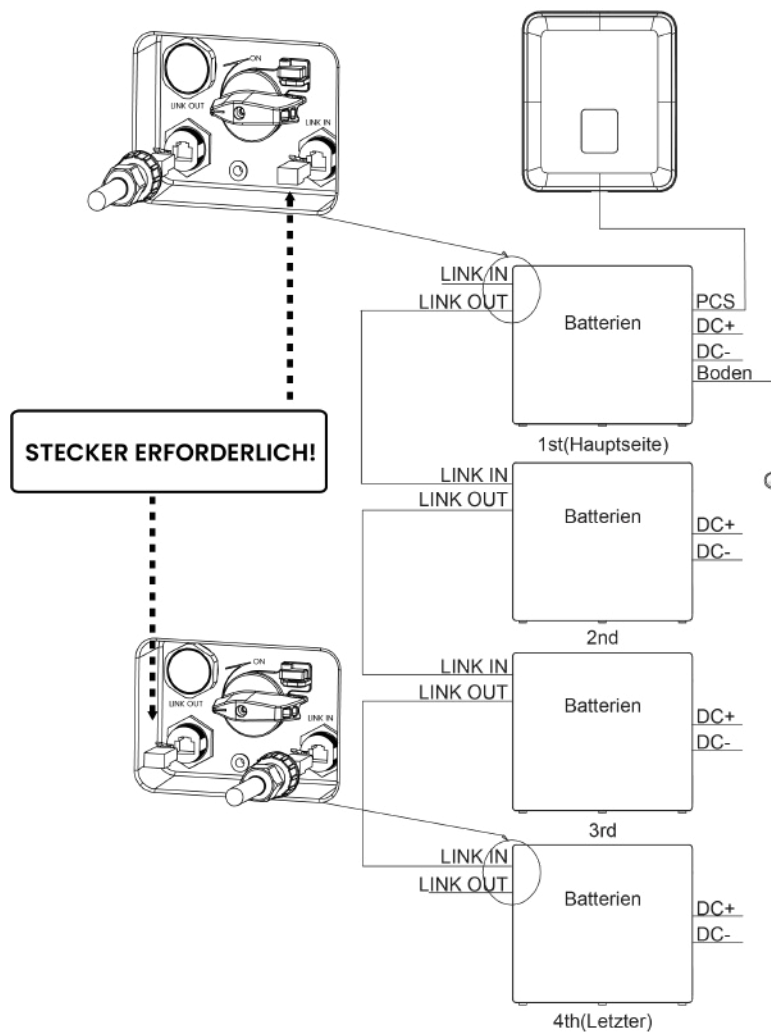 ON
LINK OUT
LINK IN
LINK IN
LINK OUT
Batterien
PCS
DC+
DC-
Boden
1st(Hauptseite)
STECKER ERFORDERLICH!
LINK IN
LINK OUT
Batterien
DC+
DC-
2nd
ON
LINK OUT
LINK IN
LINK IN
LINK OUT
Batterien
DC+
DC-
3rd
LINK IN
LINK OUT
Batterien
DC+
DC-
4th(Letzter)